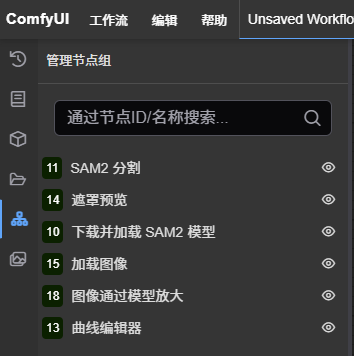 ComfyUI 工作流 编辑 帮助 Unsaved Workflo
管理节点组
通过节点ID/名称搜索...
11 SAM2 分割
14 遮罩预览
10 下载并加载 SAM2 模型
15 加载图像
18 图像通过模型放大
13 曲线编辑器